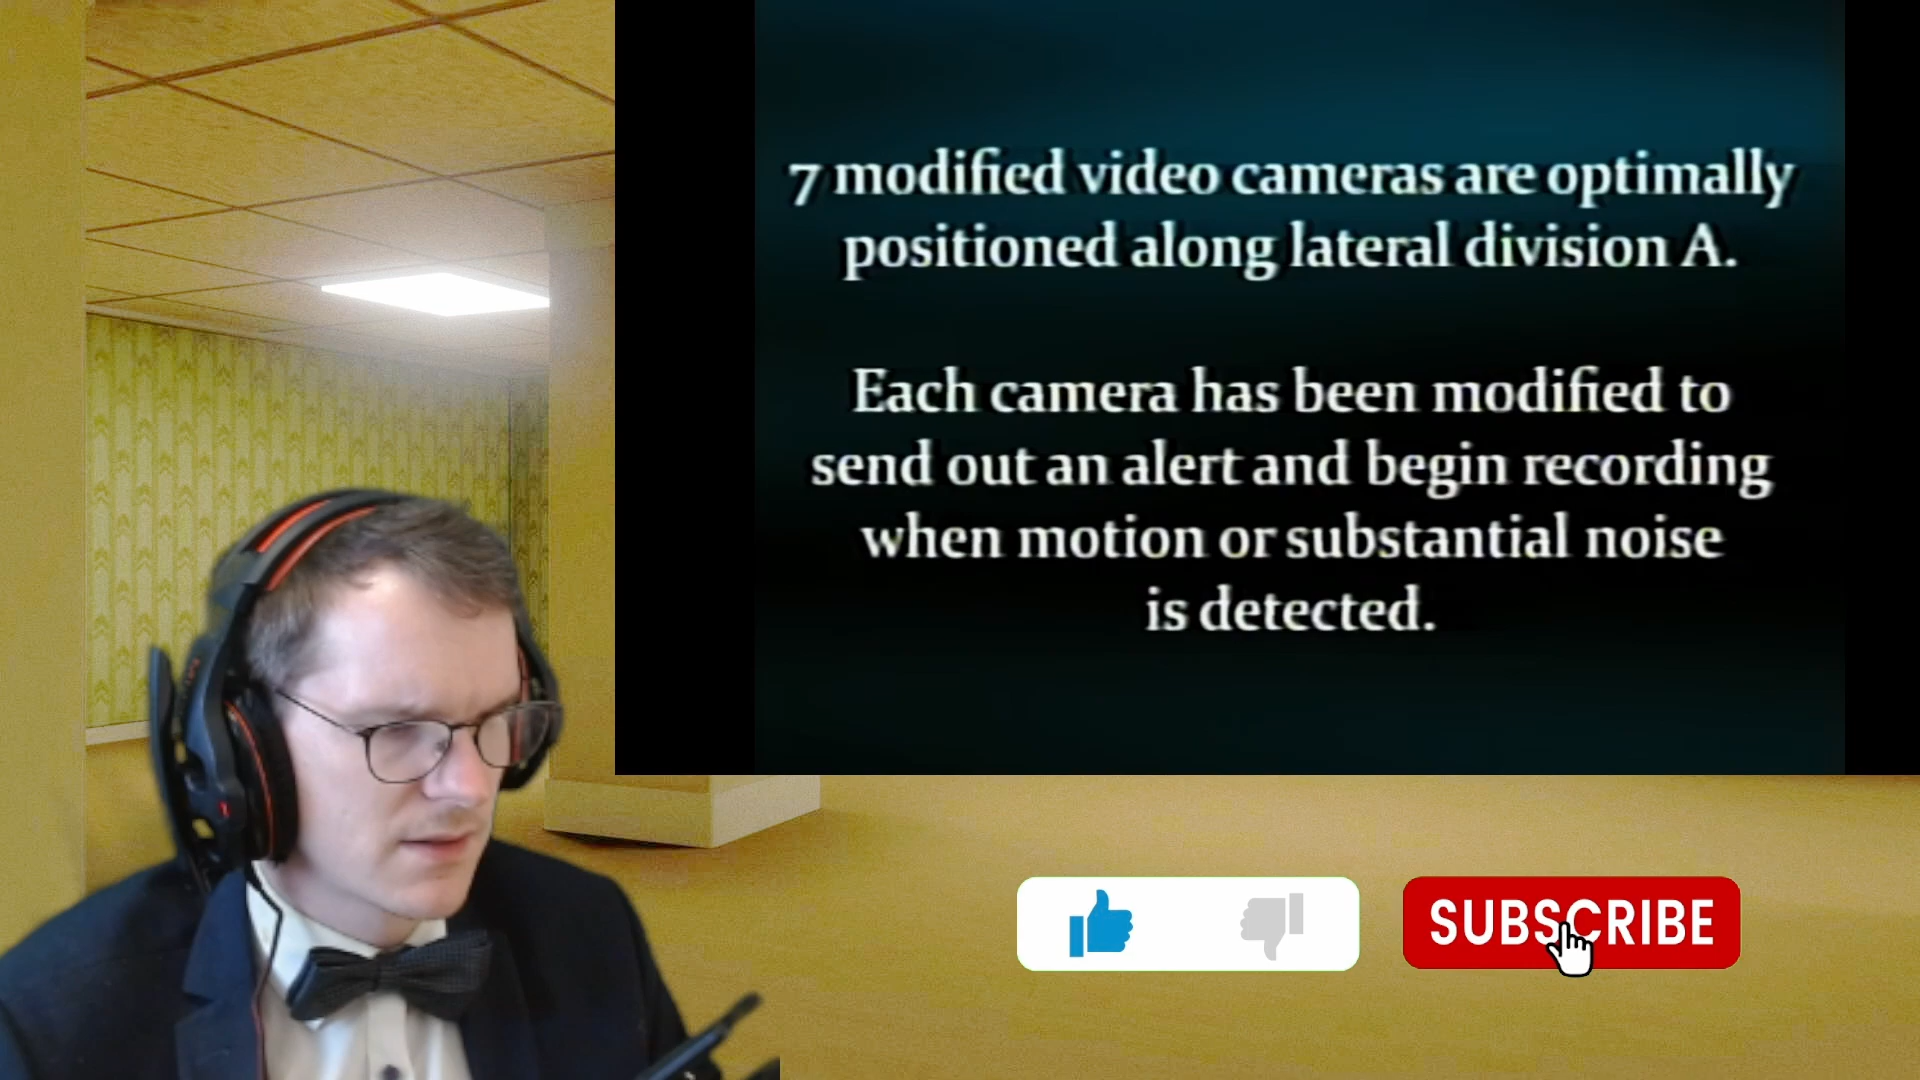 7 modified video cameras are optimally
positioned along lateral division A.
Each camera has been modified to
send out an alert and begin recording
when motion or substantial noise
is detected.
SUBSCRIBE